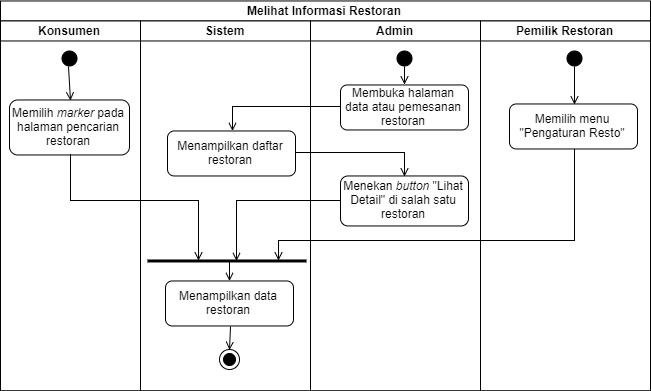 Melihat Informasi Restoran
Konsumen
Sistem
Admin
Pemilik Restoran
Memilih marker pada
halaman pencarian
restoran
Membuka halaman
data atau pemesanan
restoran
Memilih menu
"Pengaturan Resto"
Menampilkan daftar
restoran
Menekan button "Lihat
Detail" di salah satu
restoran
Menampilkan data
restoran